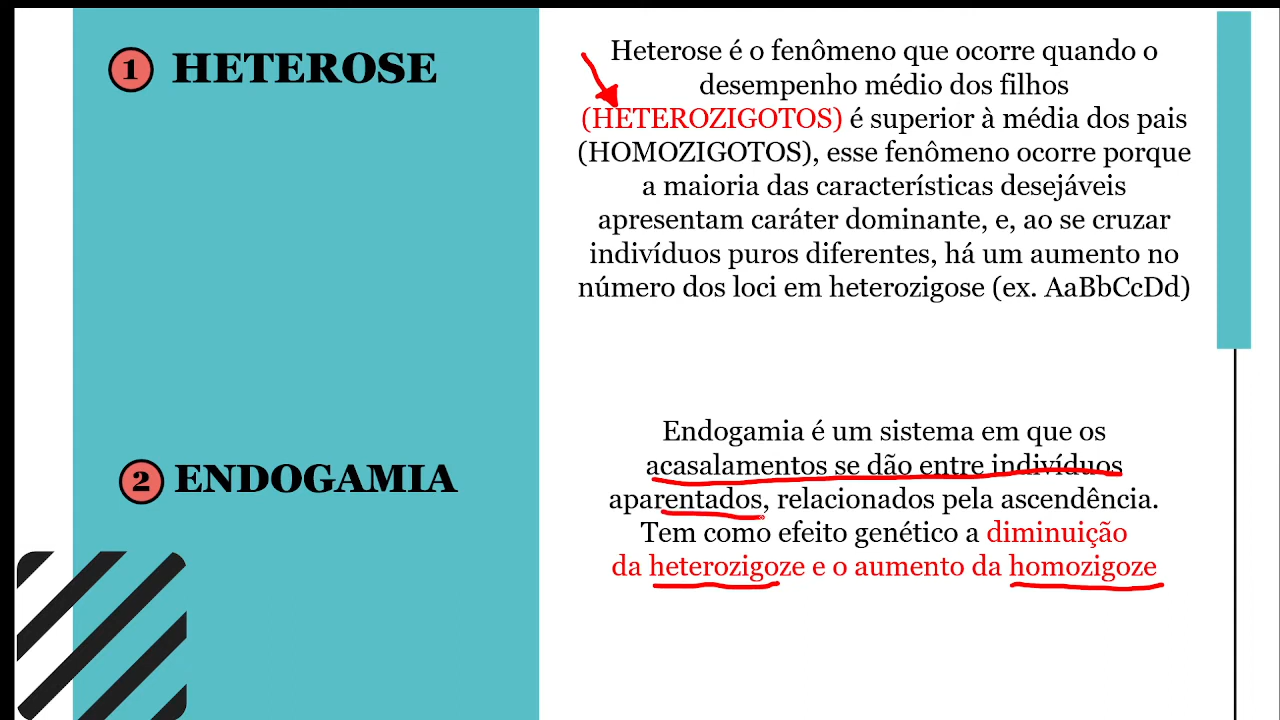 1 HETEROSE
Heterose é o fenômeno que ocorre quando o
desempenho médio dos filhos
(HETEROZIGOTOS) é superior à média dos pais
(HOMOZIGOTOS), esse fenômeno ocorre porque
a maioria das características desejáveis
apresentam caráter dominante, e, ao se cruzar
indivíduos puros diferentes, há um aumento no
número dos loci em heterozigose (ex. AaBbCcDd)
2 ENDOGAMIA
Endogamia é um sistema em que os
acasalamentos se dão entre indivíduos
aparentados, relacionados pela ascendência.
Tem como efeito genético a diminuição
da heterozigoze e o aumento da homozigoze